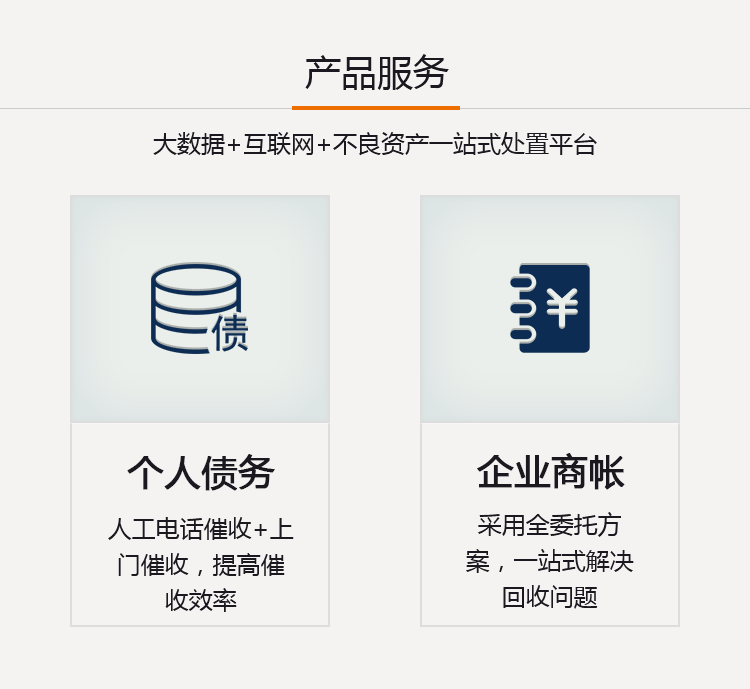 产品服务
大数据+互联网+不良资产一站式处置平台
债
¥
个人债务
人工电话催收+上
门催收，提高催
收效率
企业商帐
采用全委托方
案，一站式解决
回收问题